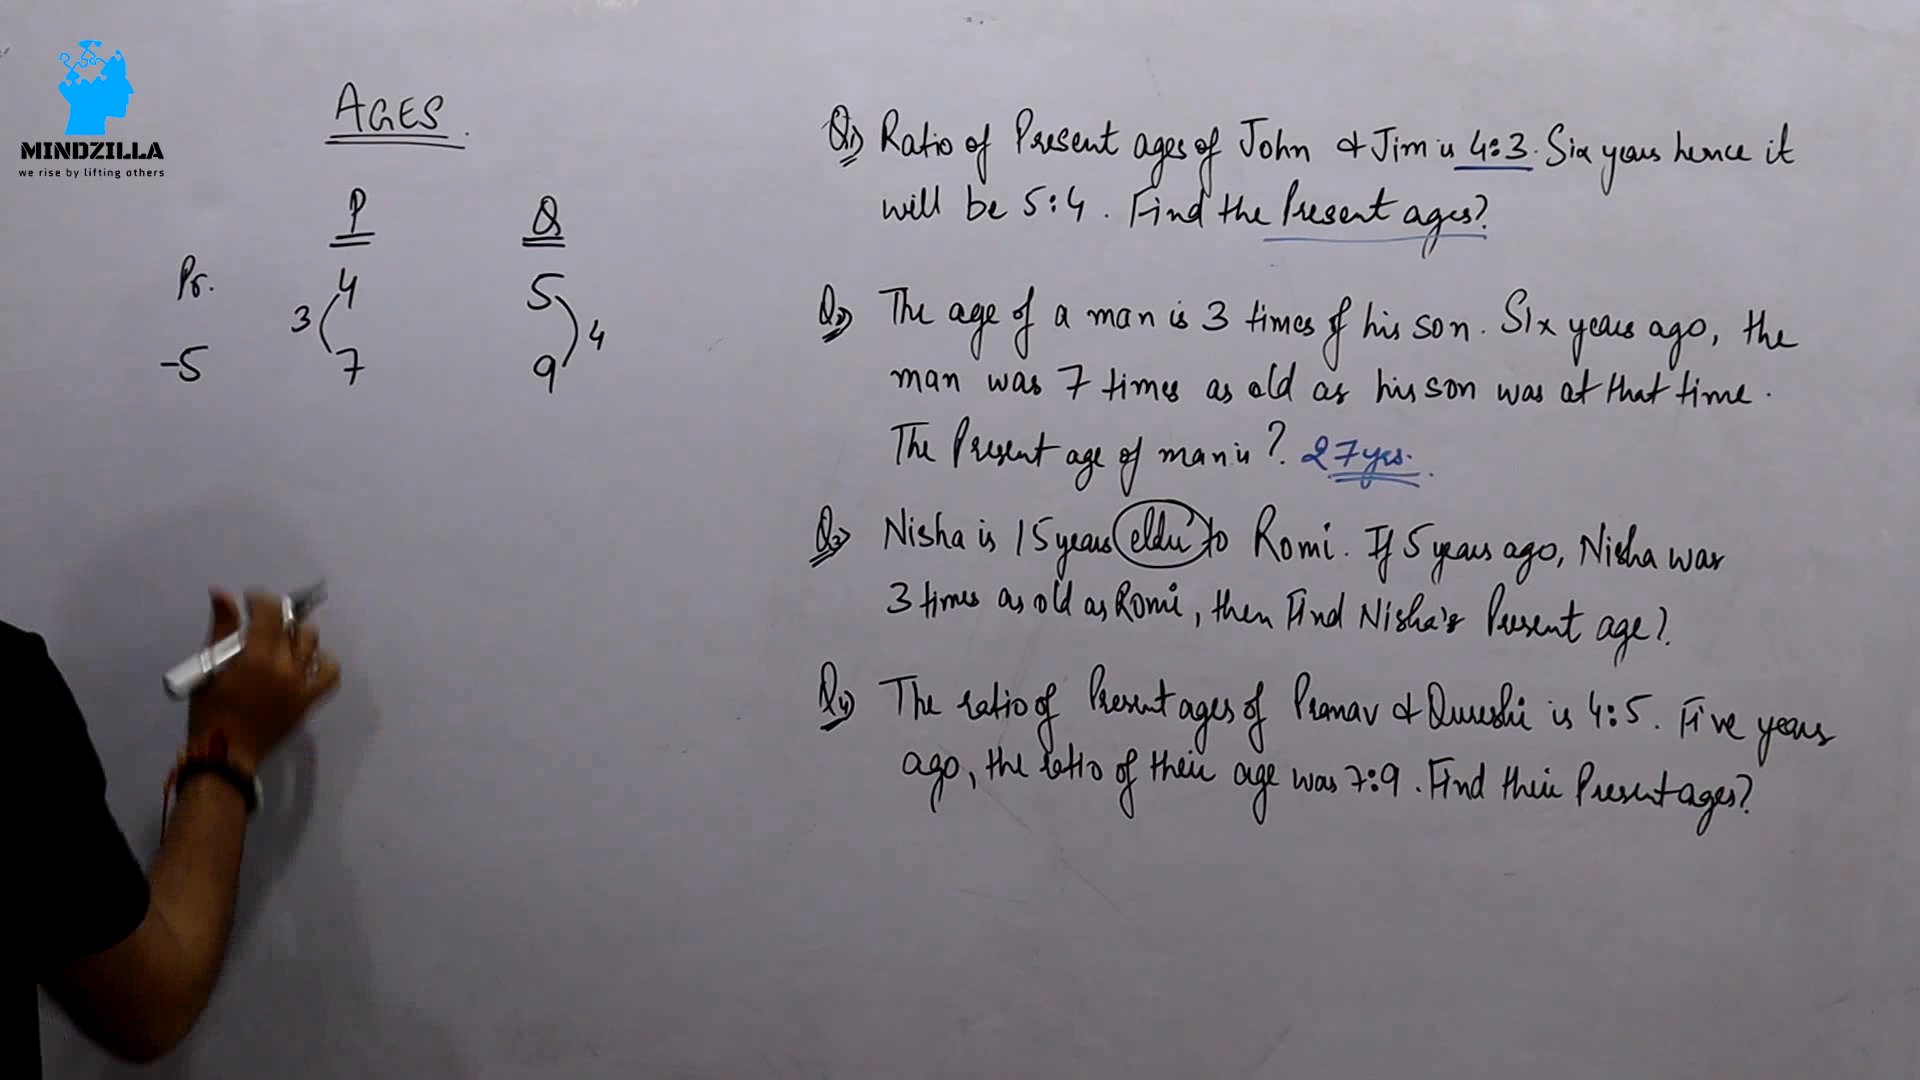 MINDZILLA
we rise by lifting others
AGES
P Q
Pr. 4 5
3 4
-5 7 9
Q1) Ratio of Present ages of John & Jim is 4:3. Six years hence it
will be 5:4. Find the Present ages?
Q2) The age of a man is 3 times of his son. Six years ago, the
man was 7 times as old as his son was at that time.
The Present age of man is? 27yrs.
Q3) Nisha is 15 years elder to Romi. If 5 years ago, Nisha was
3 times as old as Romi, then Find Nisha's Present age?
Q4) The ratio of Present ages of Pranav & Qureshi is 4:5. Five years
ago, the ratio of their age was 7:9. Find their Present ages?